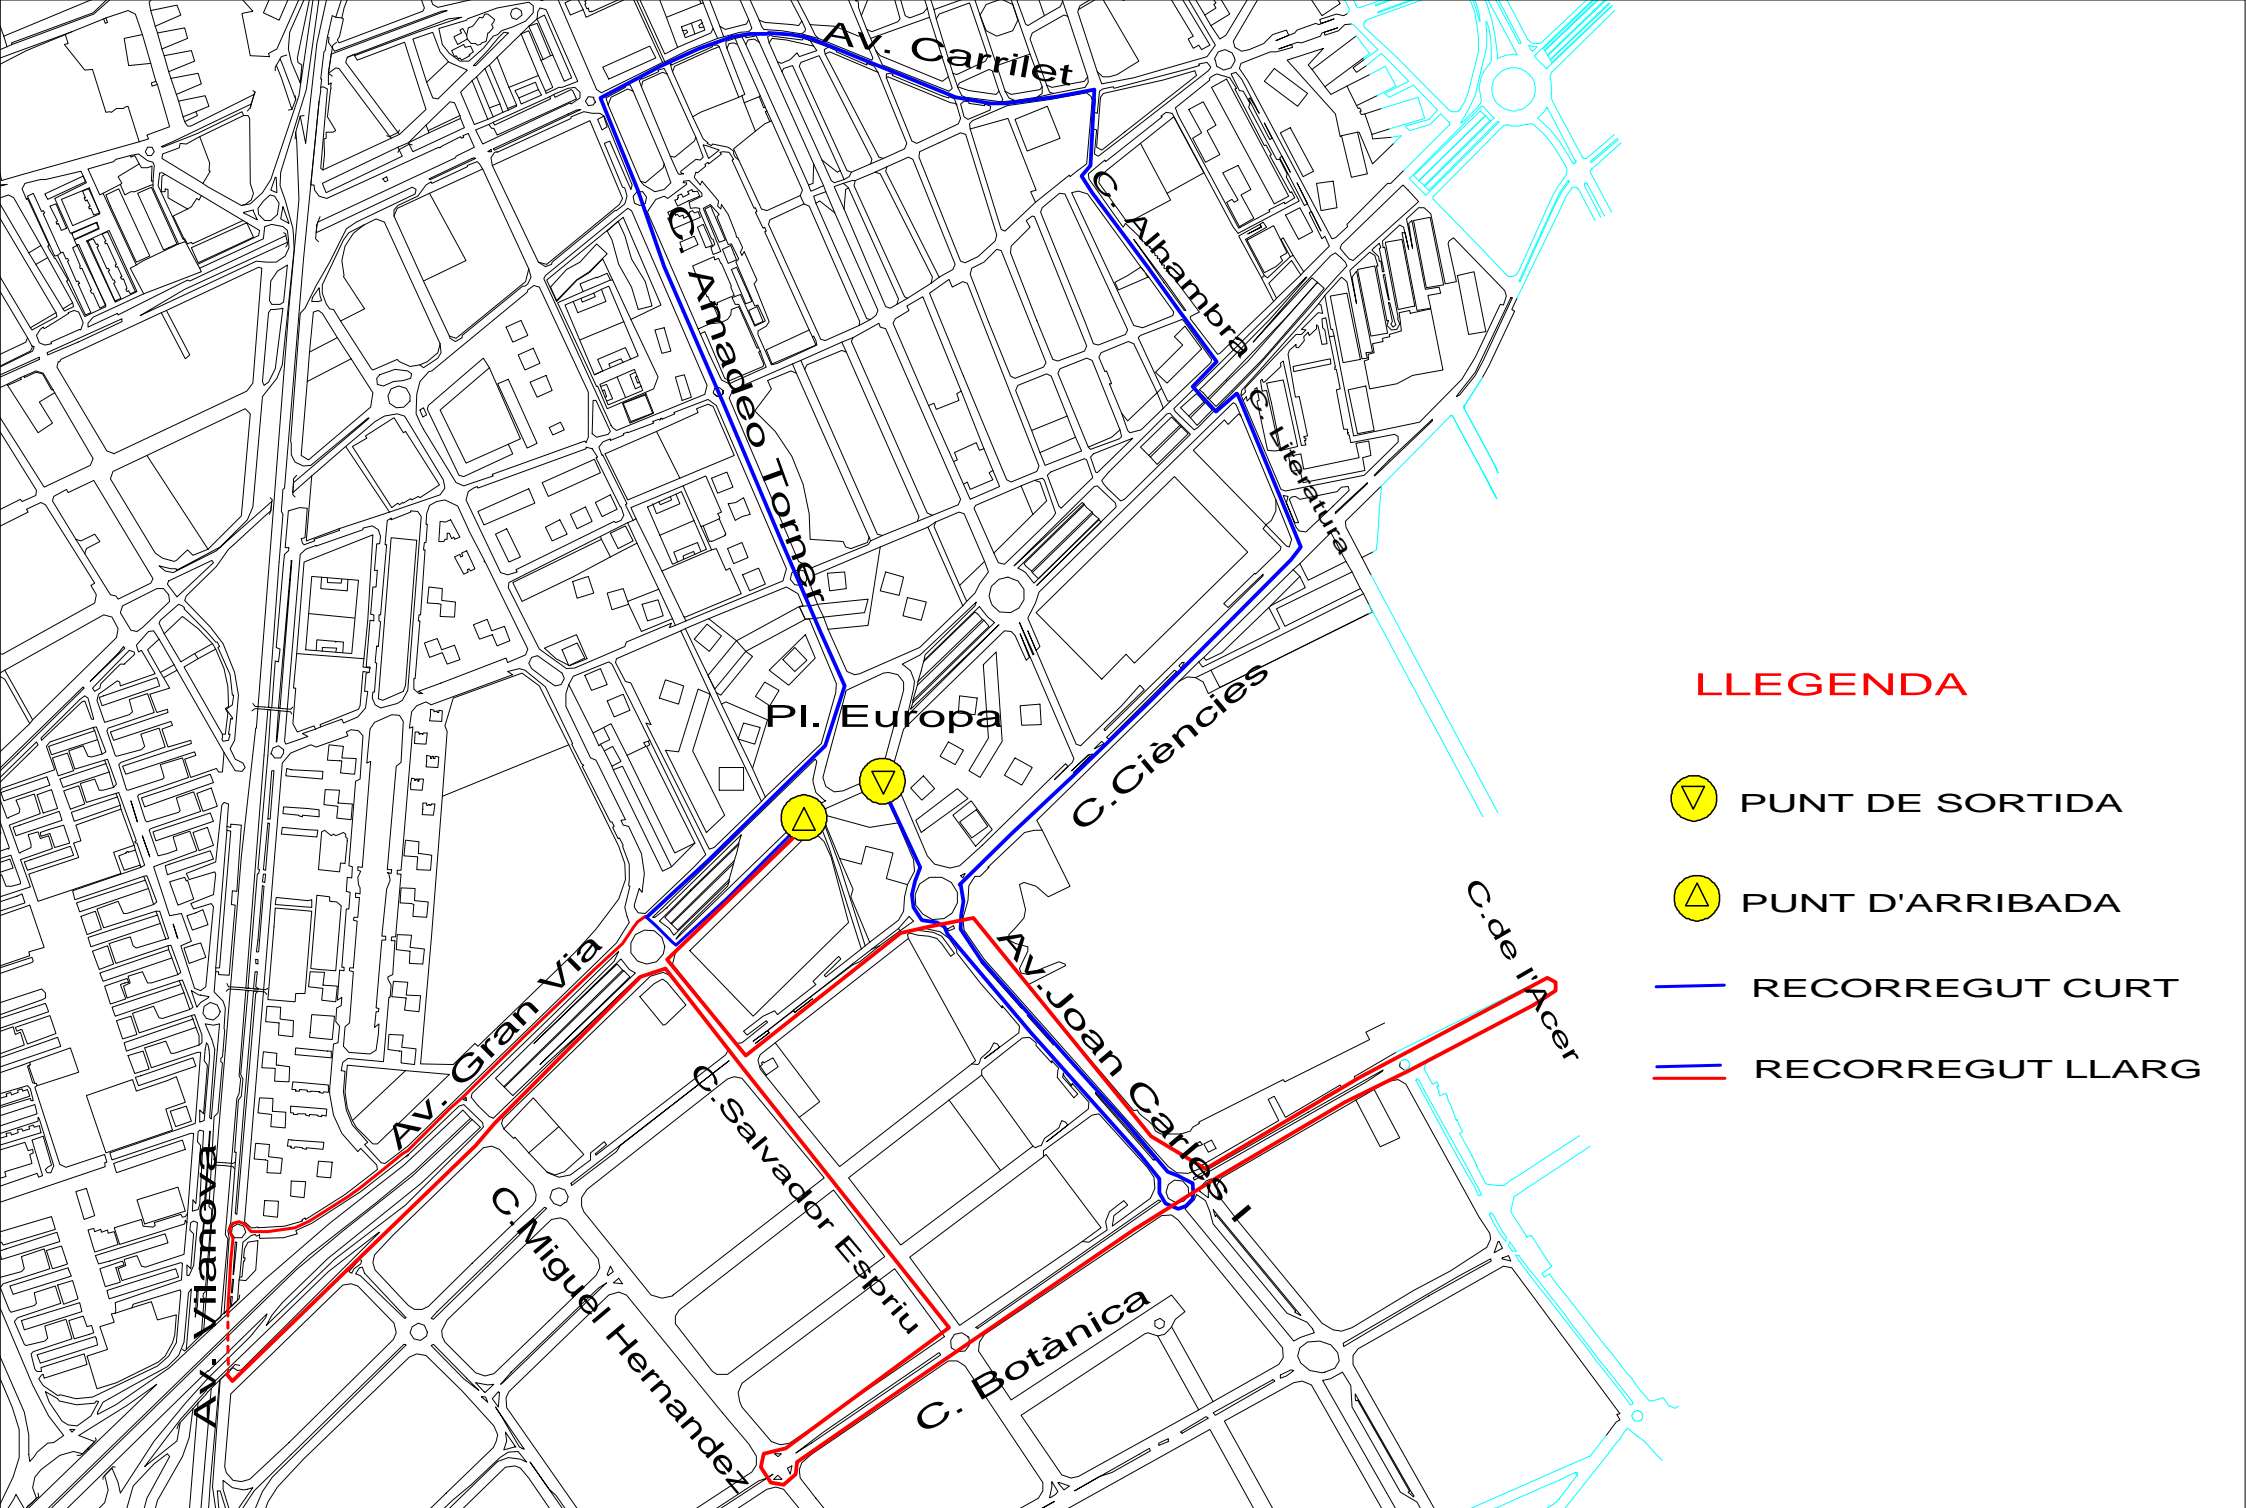 Av. Carrilet
C. Alhambra
C. Amadeo Torner
C. Literatura
Pl. Europa
C.Ciències
LLEGENDA
PUNT DE SORTIDA
PUNT D'ARRIBADA
RECORREGUT CURT
RECORREGUT LLARG
C.de l'Acer
Av. Gran Via
Av.Joan Carles I
C.Salvador Espriu
Av. Vilanova
C.Miguel Hernandez
C. Botànica